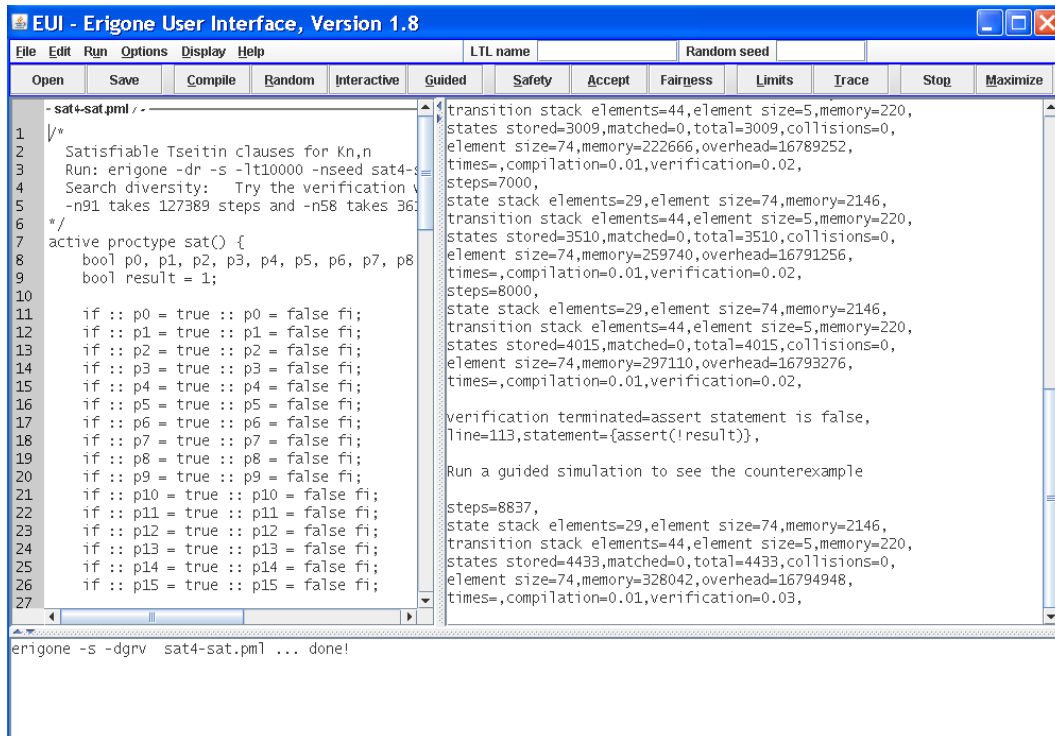 EUI - Erigone User Interface, Version 1.8
File Edit Run Options Display Help LTL name Random seed
Open Save Compile Random Interactive Guided Safety Accept Fairness Limits Trace Stop Maximize
- sat4-sat.pml / -
1 /*
2 Satisfiable Tseitin clauses for Kn,n
3 Run: erigone -dr -s -lt10000 -nseed sat4-s
4 Search diversity: Try the verification
5 -n91 takes 127389 steps and -n58 takes 361
6 */
7 active proctype sat() {
8 bool p0, p1, p2, p3, p4, p5, p6, p7, p8
9 bool result = 1;
10
11 if :: p0 = true :: p0 = false fi;
12 if :: p1 = true :: p1 = false fi;
13 if :: p2 = true :: p2 = false fi;
14 if :: p3 = true :: p3 = false fi;
15 if :: p4 = true :: p4 = false fi;
16 if :: p5 = true :: p5 = false fi;
17 if :: p6 = true :: p6 = false fi;
18 if :: p7 = true :: p7 = false fi;
19 if :: p8 = true :: p8 = false fi;
20 if :: p9 = true :: p9 = false fi;
21 if :: p10 = true :: p10 = false fi;
22 if :: p11 = true :: p11 = false fi;
23 if :: p12 = true :: p12 = false fi;
24 if :: p13 = true :: p13 = false fi;
25 if :: p14 = true :: p14 = false fi;
26 if :: p15 = true :: p15 = false fi;
27
transition stack elements=44,element size=5,memory=220,
states stored=3009,matched=0,total=3009,collisions=0,
element size=74,memory=222666,overhead=16789252,
times=,compilation=0.01,verification=0.02,
steps=7000,
state stack elements=29,element size=74,memory=2146,
transition stack elements=44,element size=5,memory=220,
states stored=3510,matched=0,total=3510,collisions=0,
element size=74,memory=259740,overhead=16791256,
times=,compilation=0.01,verification=0.02,
steps=8000,
state stack elements=29,element size=74,memory=2146,
transition stack elements=44,element size=5,memory=220,
states stored=4015,matched=0,total=4015,collisions=0,
element size=74,memory=297110,overhead=16793276,
times=,compilation=0.01,verification=0.02,
verification terminated=assert statement is false,
line=113,statement={assert(!result)},
Run a guided simulation to see the counterexample
steps=8837,
state stack elements=29,element size=74,memory=2146,
transition stack elements=44,element size=5,memory=220,
states stored=4433,matched=0,total=4433,collisions=0,
element size=74,memory=328042,overhead=16794948,
times=,compilation=0.01,verification=0.03,
erigone -s -dgrv sat4-sat.pml ... done!